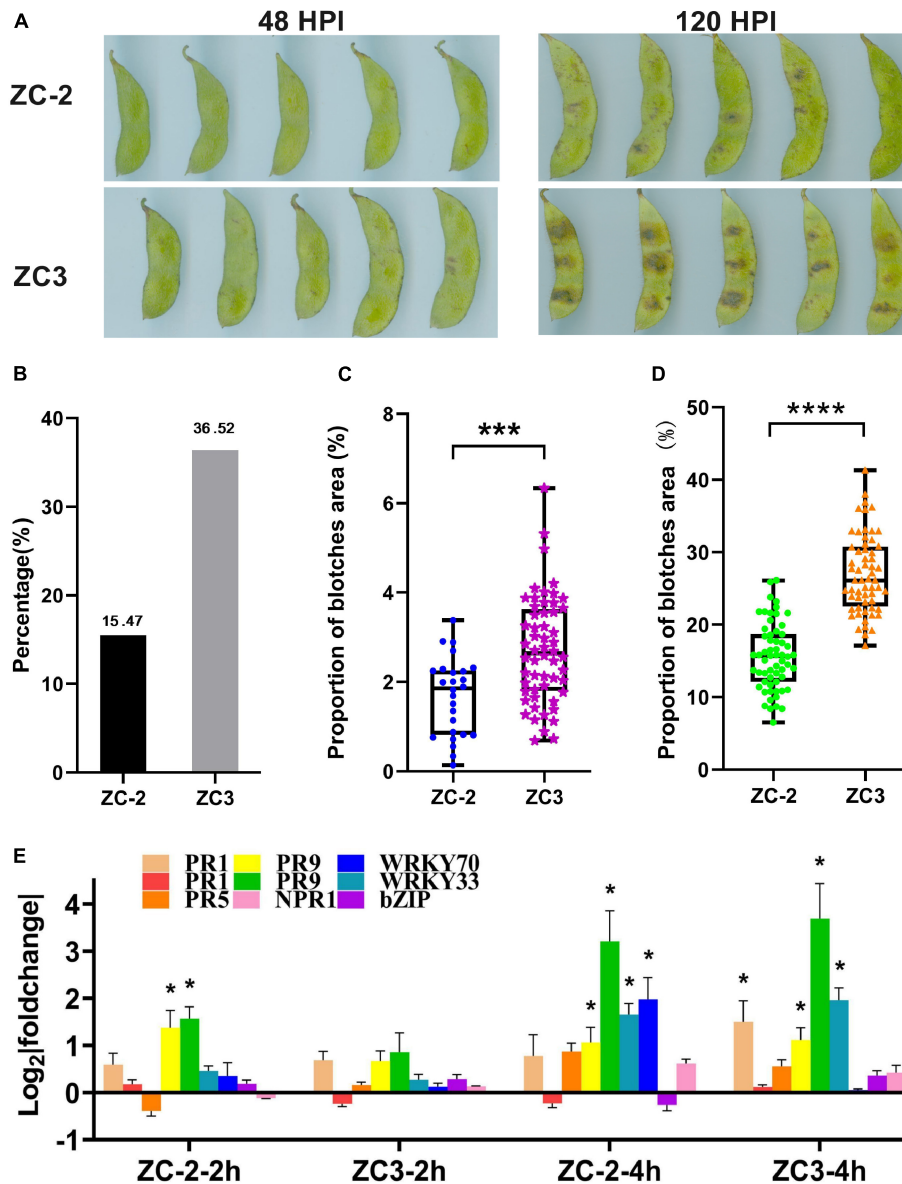 A
48 HPI
120 HPI
ZC-2
ZC3
B
Percentage(%)
40
30
20
10
0
15.47
36.52
ZC-2
ZC3
C
Proportion of blotches area (%)
8
6
4
2
0
***
ZC-2
ZC3
D
Proportion of blotches area (%)
50
40
30
20
10
0
****
ZC-2
ZC3
E
PR1 PR9 WRKY70
PR1 PR9 WRKY33
PR5 NPR1 bZIP
Log2|foldchange|
4
3
2
1
0
-1
* *
* * * *
* * * *
ZC-2-2h
ZC3-2h
ZC-2-4h
ZC3-4h